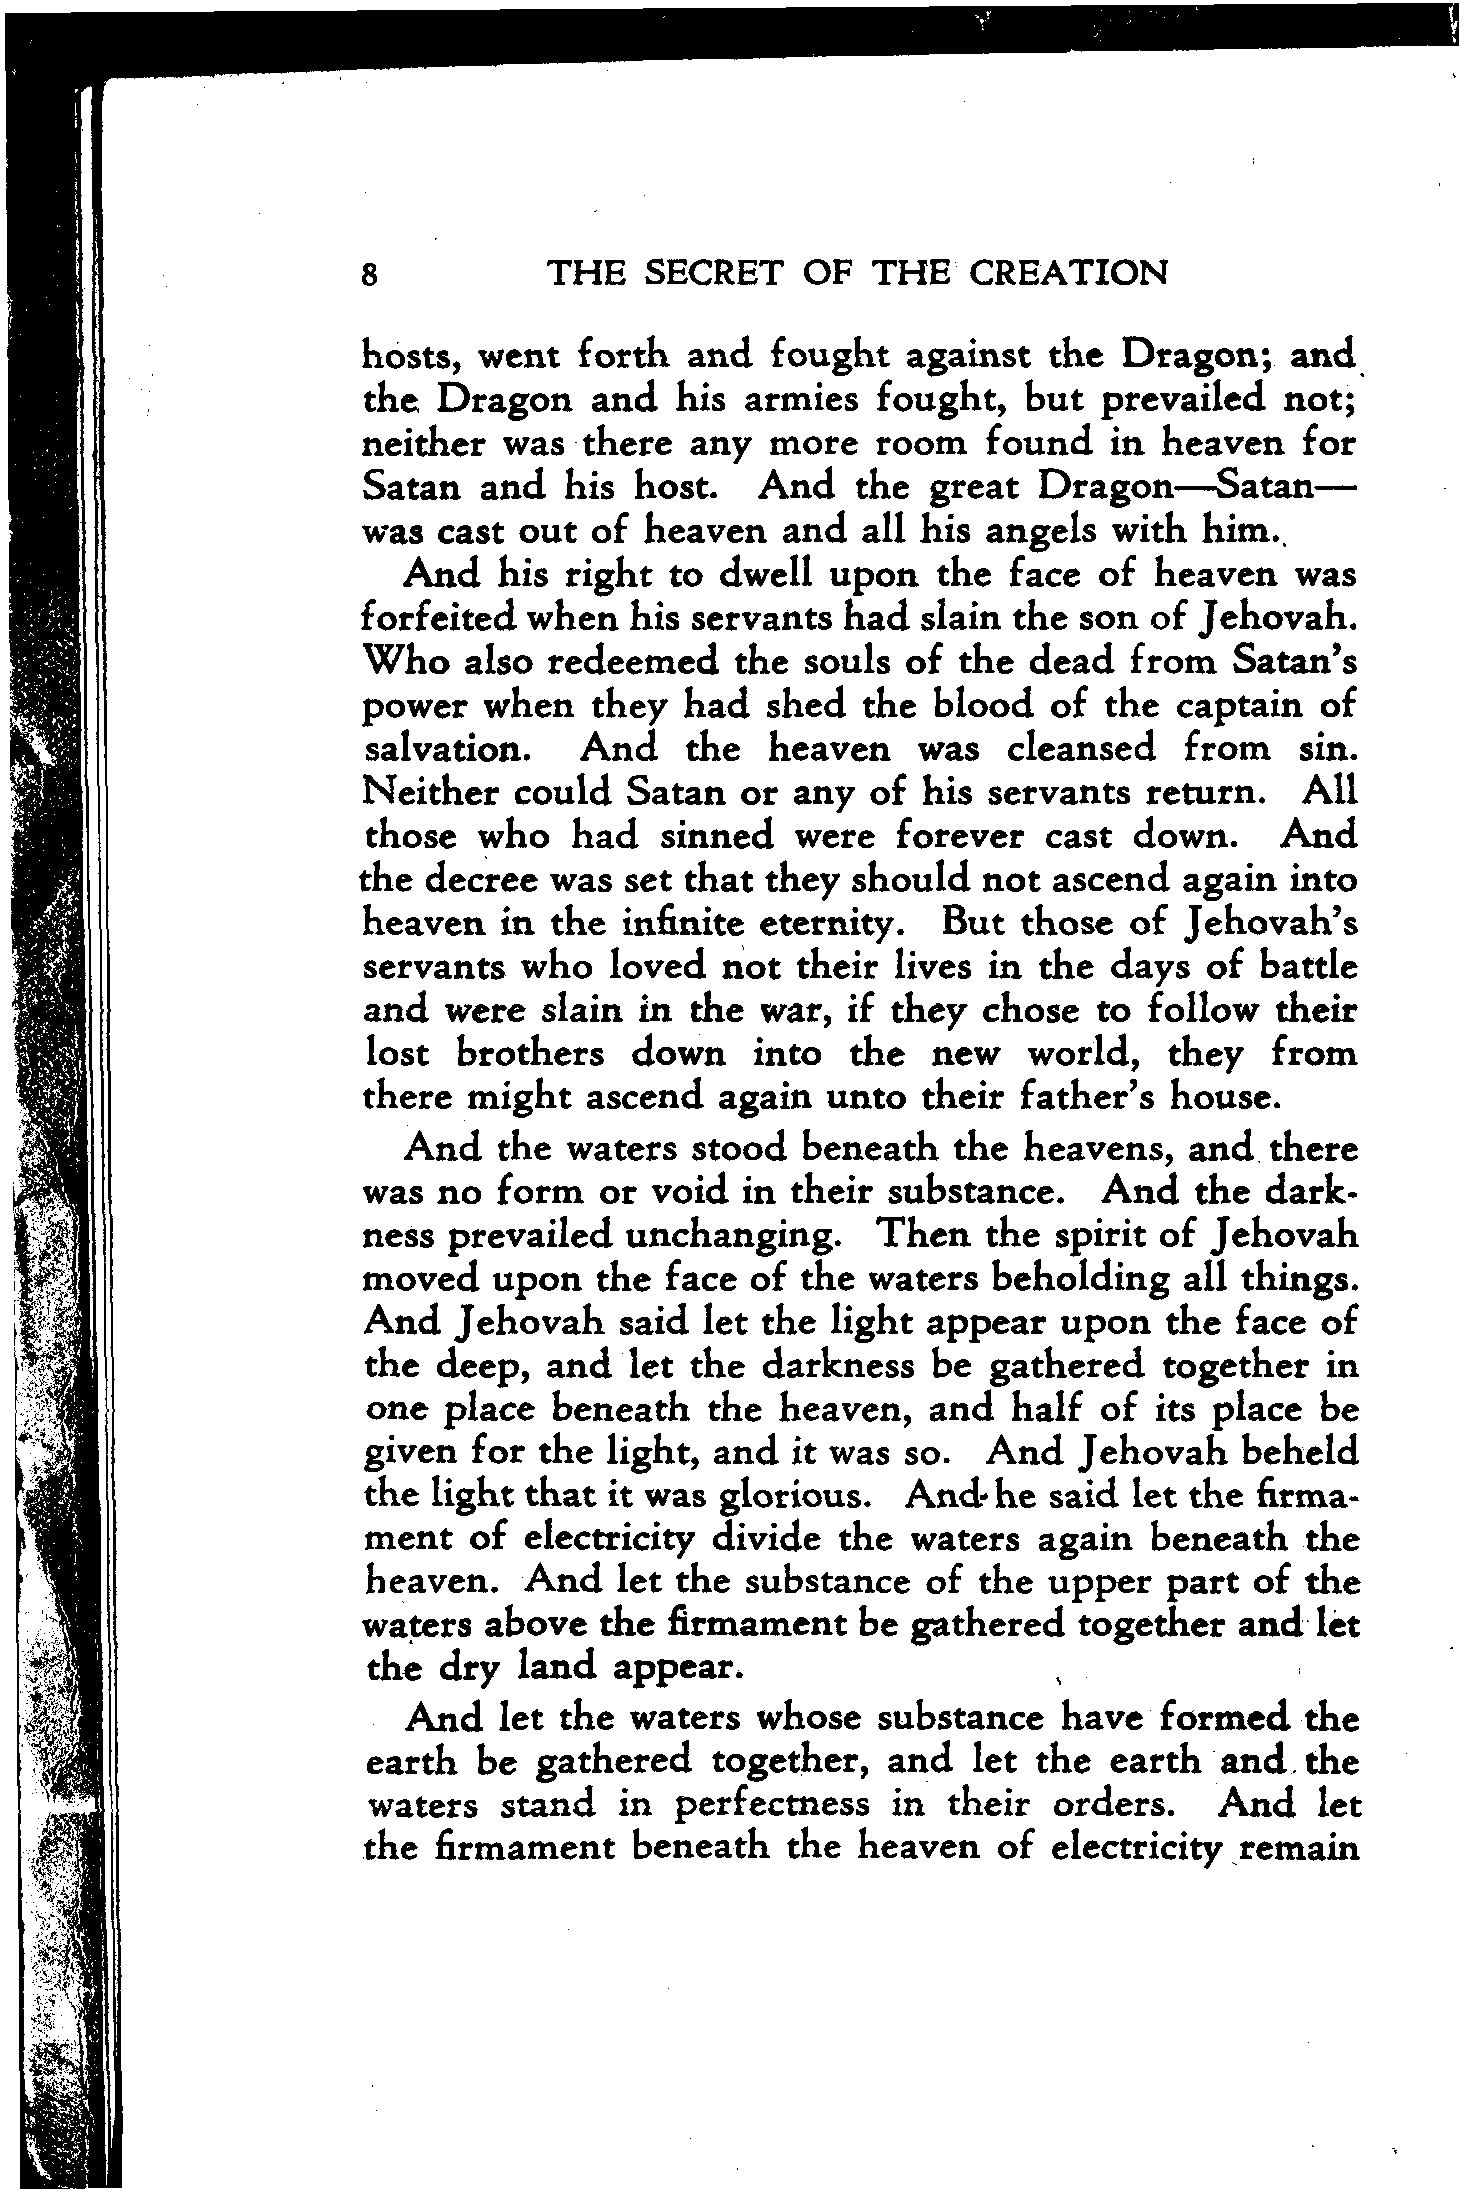 8 THE SECRET OF THE CREATION
hosts, went forth and fought against the Dragon; and
the Dragon and his armies fought, but prevailed not;
neither was there any more room found in heaven for
Satan and his host. And the great Dragon—Satan—
was cast out of heaven and all his angels with him.
And his right to dwell upon the face of heaven was
forfeited when his servants had slain the son of Jehovah.
Who also redeemed the souls of the dead from Satan's
power when they had shed the blood of the captain of
salvation. And the heaven was cleansed from sin.
Neither could Satan or any of his servants return. All
those who had sinned were forever cast down. And
the decree was set that they should not ascend again into
heaven in the infinite eternity. But those of Jehovah's
servants who loved not their lives in the days of battle
and were slain in the war, if they chose to follow their
lost brothers down into the new world, they from
there might ascend again unto their father's house.
And the waters stood beneath the heavens, and there
was no form or void in their substance. And the dark-
ness prevailed unchanging. Then the spirit of Jehovah
moved upon the face of the waters beholding all things.
And Jehovah said let the light appear upon the face of
the deep, and let the darkness be gathered together in
one place beneath the heaven, and half of its place be
given for the light, and it was so. And Jehovah beheld
the light that it was glorious. And he said let the firma-
ment of electricity divide the waters again beneath the
heaven. And let the substance of the upper part of the
waters above the firmament be gathered together and let
the dry land appear.
And let the waters whose substance have formed the
earth be gathered together, and let the earth and the
waters stand in perfectness in their orders. And let
the firmament beneath the heaven of electricity remain